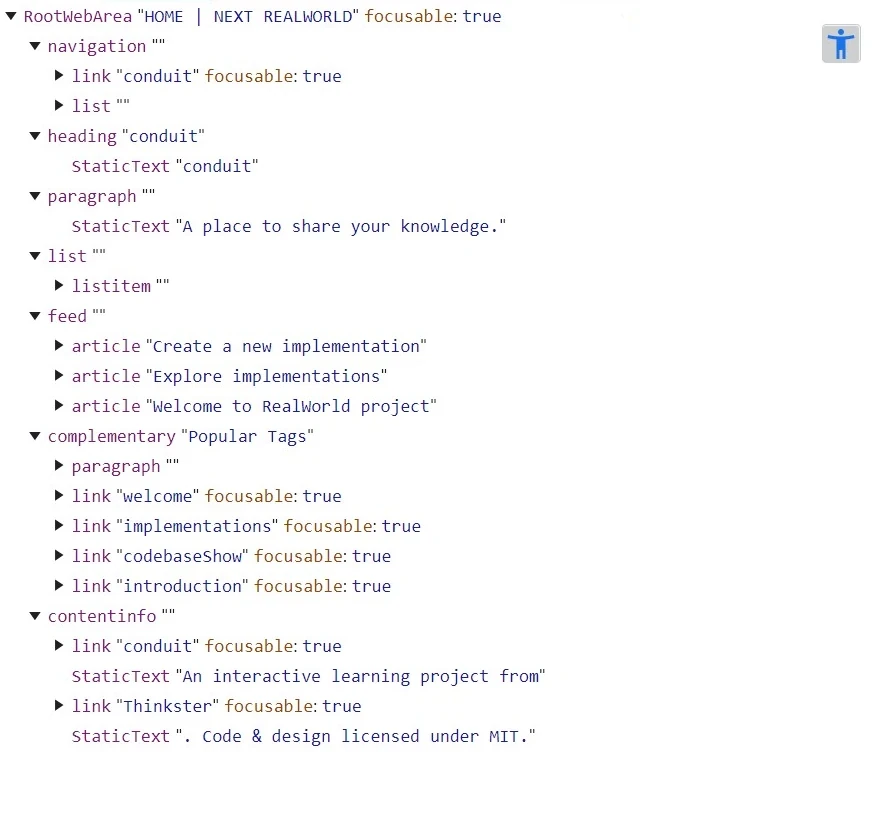 RootWebArea "HOME | NEXT REALWORLD" focusable: true
navigation ""
link "conduit" focusable: true
list ""
heading "conduit"
StaticText "conduit"
paragraph ""
StaticText "A place to share your knowledge."
list ""
listitem ""
feed ""
article "Create a new implementation"
article "Explore implementations"
article "Welcome to RealWorld project"
complementary "Popular Tags"
paragraph ""
link "welcome" focusable: true
link "implementations" focusable: true
link "codebaseShow" focusable: true
link "introduction" focusable: true
contentinfo ""
link "conduit" focusable: true
StaticText "An interactive learning project from"
link "Thinkster" focusable: true
StaticText ". Code & design licensed under MIT."